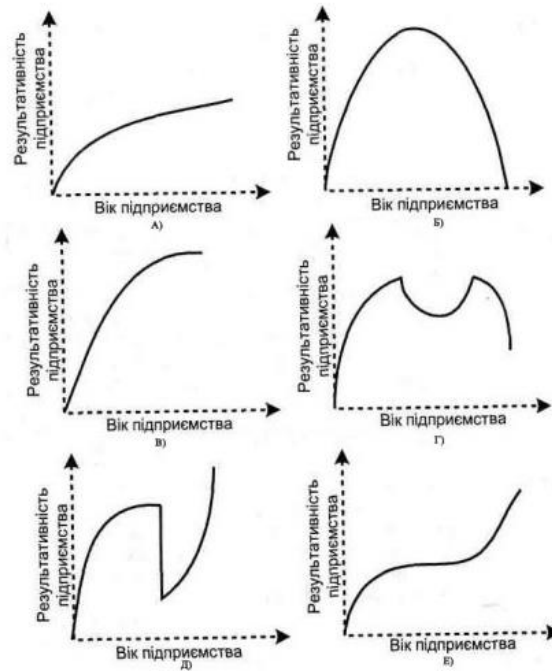 Результативність
підприємства
Вік підприємства
А)
Результативність
підприємства
Вік підприємства
Б)
Результативність
підприємства
Вік підприємства
В)
Результативність
підприємства
Вік підприємства
Г)
Результативність
підприємства
Вік підприємства
Д)
Результативність
підприємства
Вік підприємства
Е)